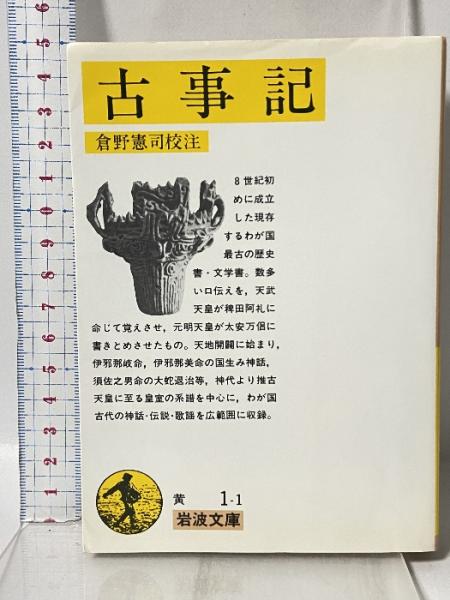 古事記
倉野憲司校注
8世紀初
めに成立
した現存
するわが国
最古の歴史
書・文学書。数多
い口伝えを,天武
天皇が稗田阿礼に
命じて覚えさせ,元明天皇が太安万侶に
書きとめさせたもの。天地開闢に始まり,
伊邪那岐命,伊邪那美命の国生み神話,
須佐之男命の大蛇退治等,神代より推古
天皇に至る皇室の系譜を中心に,わが国
古代の神話・伝説・歌謡を広範囲に収録。
黄 1-1
岩波文庫